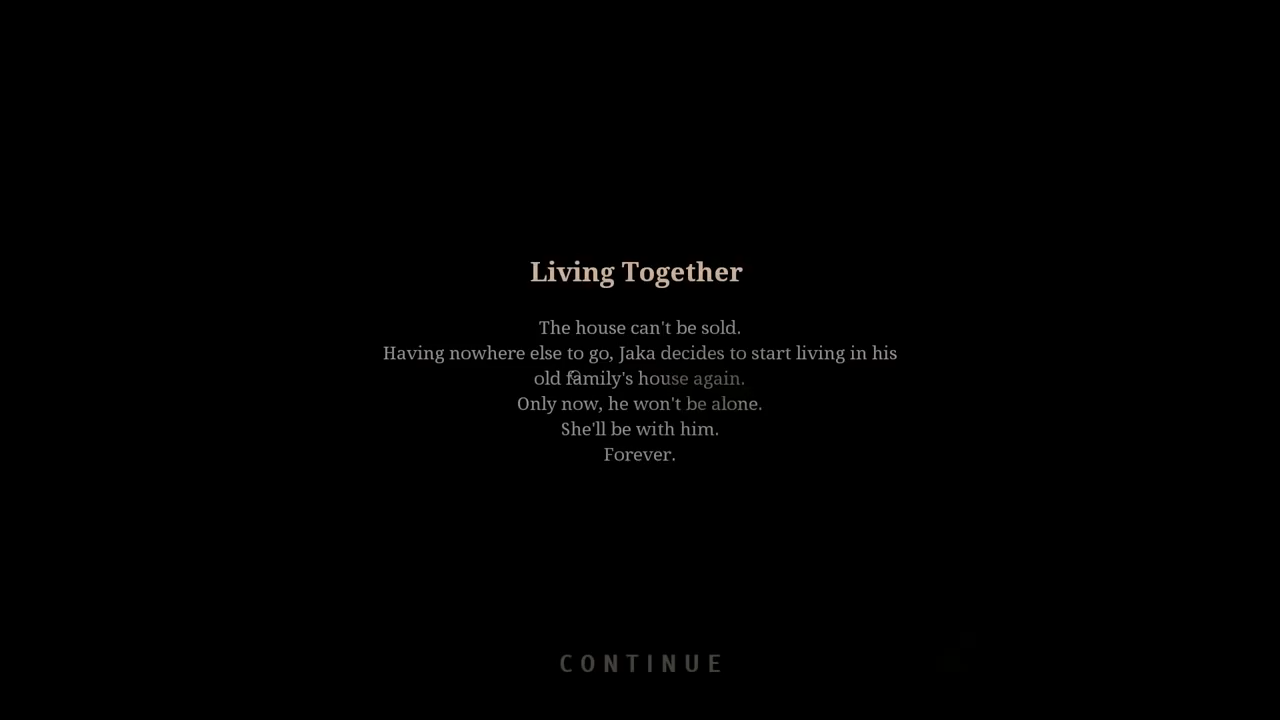 Living Together
The house can't be sold.
Having nowhere else to go, Jaka decides to start living in his
old family's house again.
Only now, he won't be alone.
She'll be with him.
Forever.
CONTINUE